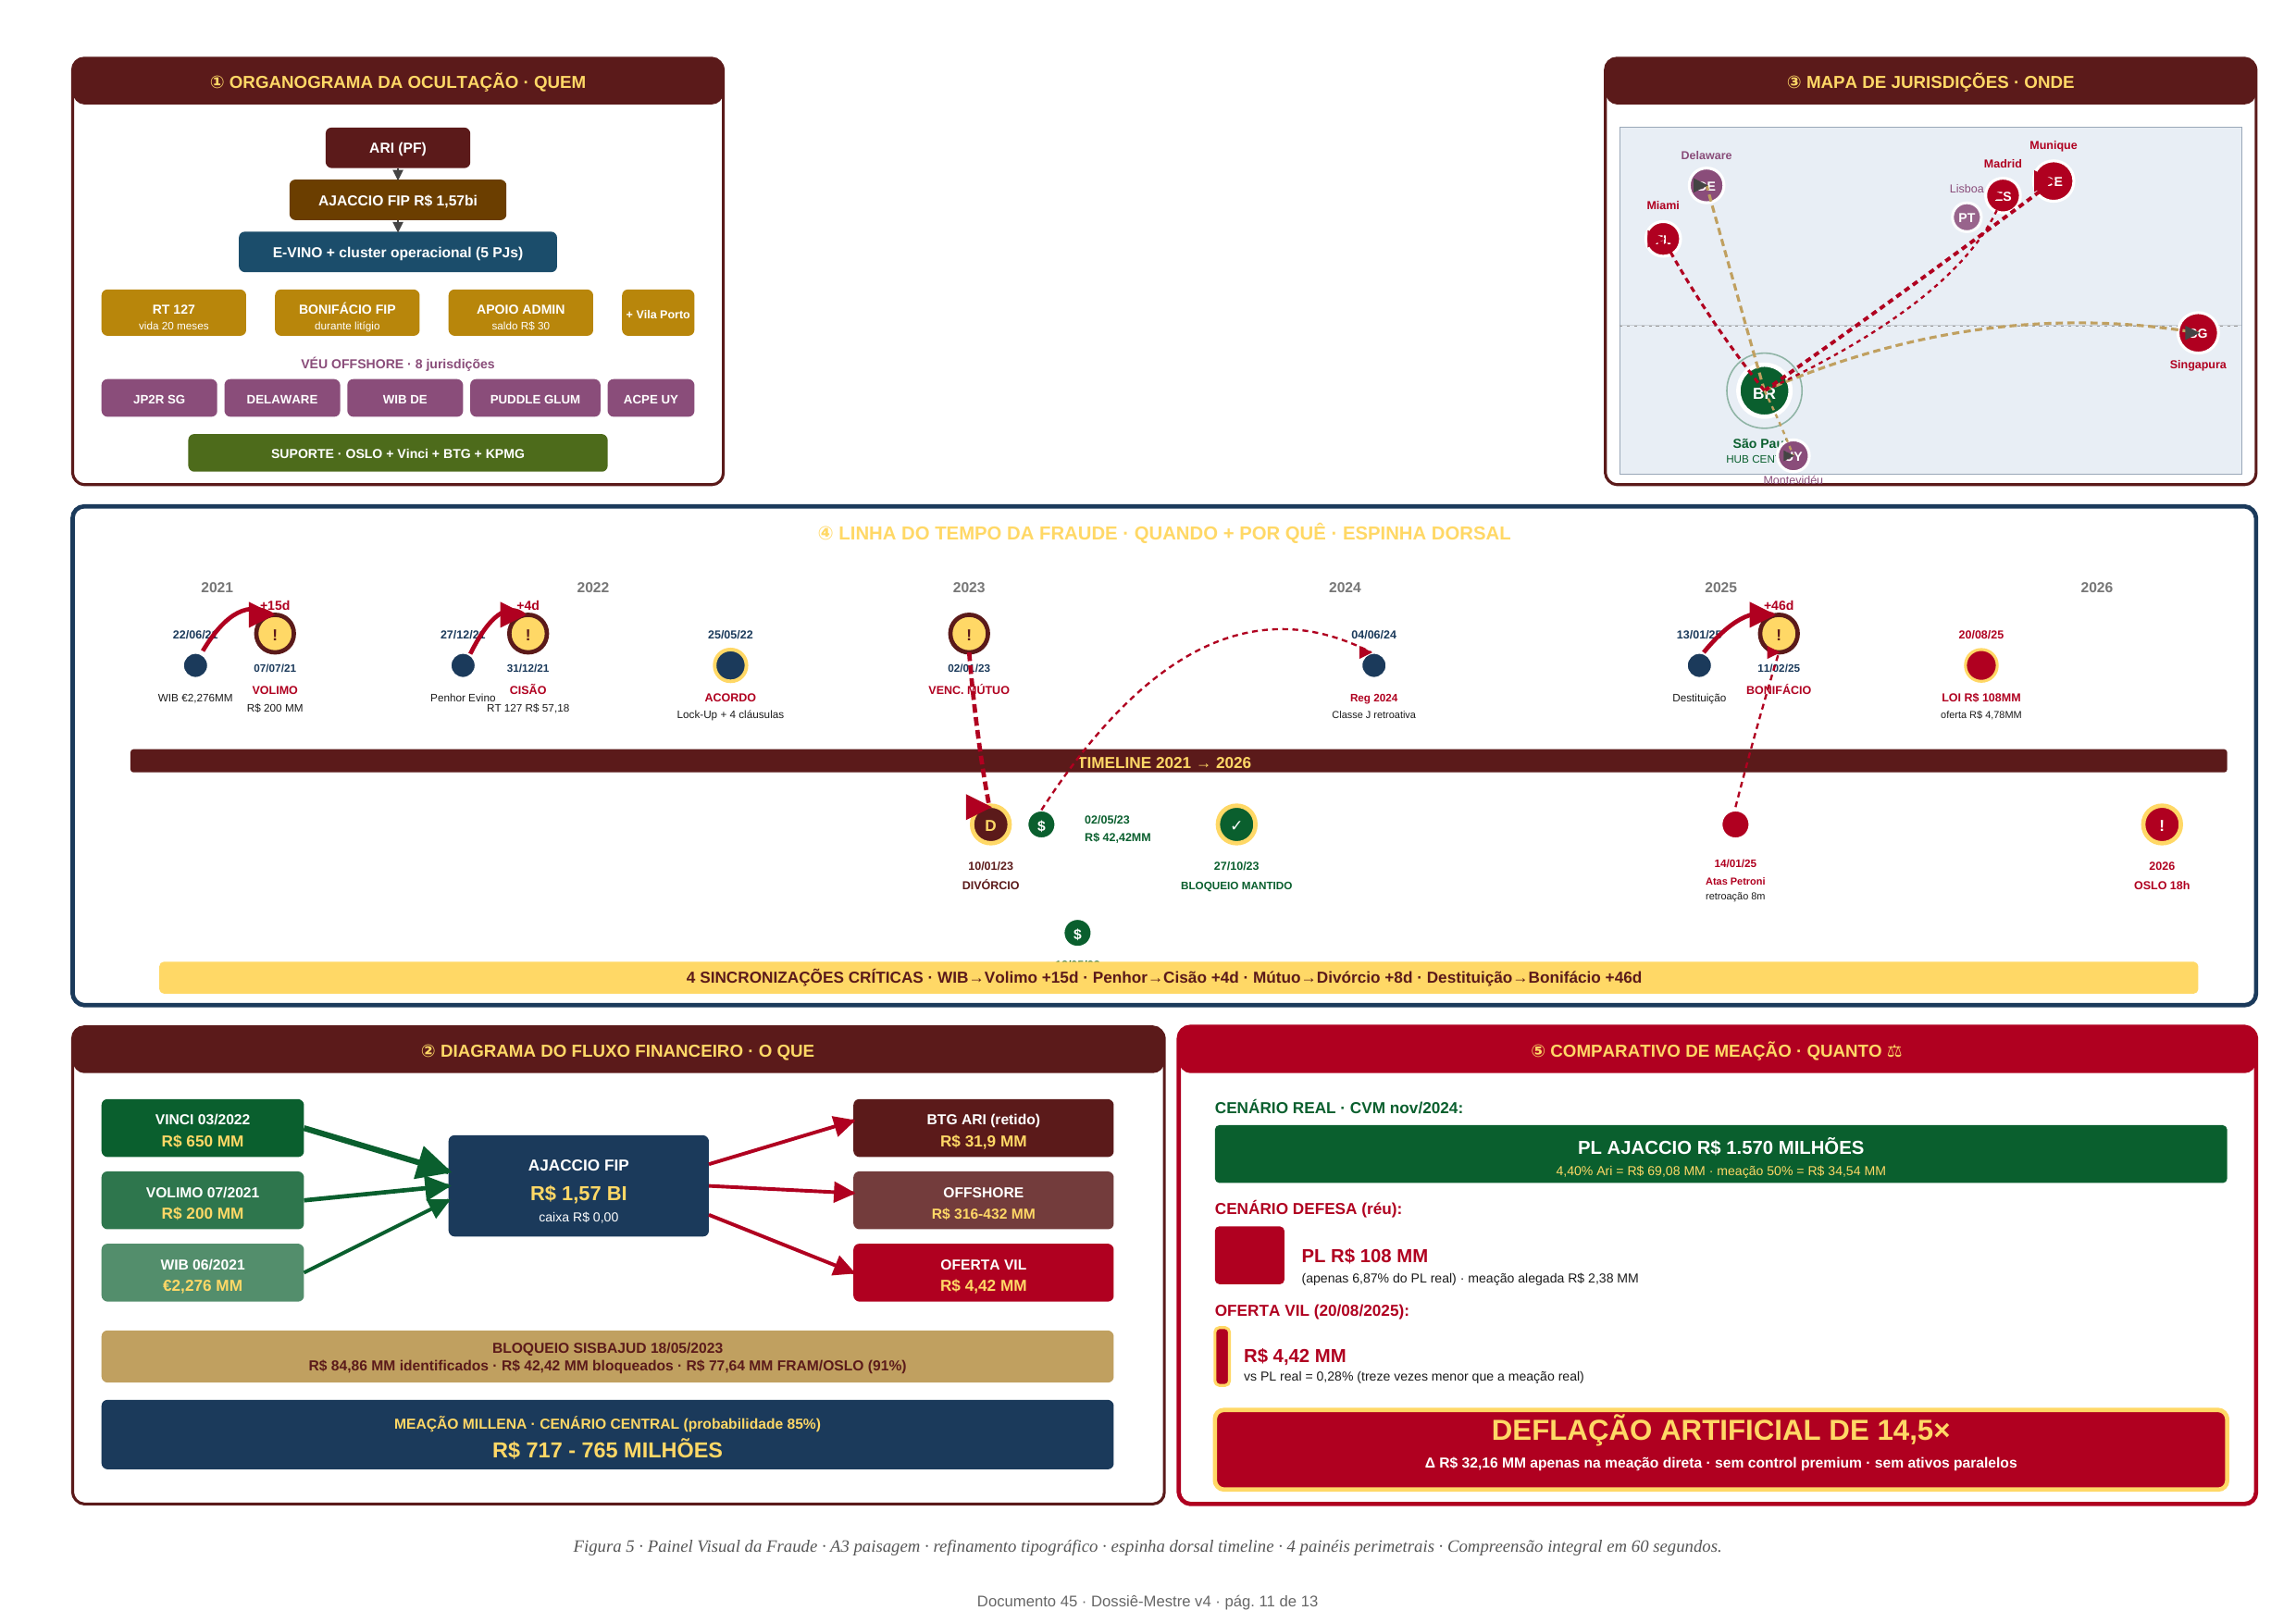 ① ORGANOGRAMA DA OCULTAÇÃO · QUEM
ARI (PF)
AJACCIO FIP R$ 1,57bi
E-VINO + cluster operacional (5 PJs)
RT 127
vida 20 meses
BONIFÁCIO FIP
durante litígio
APOIO ADMIN
saldo R$ 30
+ Vila Porto
VÉU OFFSHORE · 8 jurisdições
JP2R SG
DELAWARE
WIB DE
PUDDLE GLUM
ACPE UY
SUPORTE · OSLO + Vinci + BTG + KPMG
③ MAPA DE JURISDIÇÕES · ONDE
Munique
Delaware
Madrid
Lisboa
PT
Miami
Singapura
BR
São Pau
HUB CEN
Montevidéu
④ LINHA DO TEMPO DA FRAUDE · QUANDO + POR QUÊ · ESPINHA DORSAL
2021
2022
2023
2024
2025
2026
22/06/21
WIB €2,276MM
+15d
!
07/07/21
VOLIMO
R$ 200 MM
27/12/21
Penhor Evino
+4d
!
31/12/21
CISÃO
RT 127 R$ 57,18
25/05/22
ACORDO
Lock-Up + 4 cláusulas
!
02/01/23
VENC. MÚTUO
04/06/24
Reg 2024
Classe J retroativa
13/01/25
Destituição
+46d
!
11/02/25
BONIFÁCIO
20/08/25
LOI R$ 108MM
oferta R$ 4,78MM
TIMELINE 2021 → 2026
D
10/01/23
DIVÓRCIO
$
02/05/23
R$ 42,42MM
✓
27/10/23
BLOQUEIO MANTIDO
14/01/25
Atas Petroni
retroação 8m
!
2026
OSLO 18h
$
4 SINCRONIZAÇÕES CRÍTICAS · WIB→Volimo +15d · Penhor→Cisão +4d · Mútuo→Divórcio +8d · Destituição→Bonifácio +46d
② DIAGRAMA DO FLUXO FINANCEIRO · O QUE
VINCI 03/2022
R$ 650 MM
VOLIMO 07/2021
R$ 200 MM
WIB 06/2021
€2,276 MM
AJACCIO FIP
R$ 1,57 BI
caixa R$ 0,00
BTG ARI (retido)
R$ 31,9 MM
OFFSHORE
R$ 316-432 MM
OFERTA VIL
R$ 4,42 MM
BLOQUEIO SISBAJUD 18/05/2023
R$ 84,86 MM identificados · R$ 42,42 MM bloqueados · R$ 77,64 MM FRAM/OSLO (91%)
MEAÇÃO MILLENA · CENÁRIO CENTRAL (probabilidade 85%)
R$ 717 - 765 MILHÕES
⑤ COMPARATIVO DE MEAÇÃO · QUANTO ⚖
CENÁRIO REAL · CVM nov/2024:
PL AJACCIO R$ 1.570 MILHÕES
4,40% Ari = R$ 69,08 MM · meação 50% = R$ 34,54 MM
CENÁRIO DEFESA (réu):
PL R$ 108 MM
(apenas 6,87% do PL real) · meação alegada R$ 2,38 MM
OFERTA VIL (20/08/2025):
R$ 4,42 MM
vs PL real = 0,28% (treze vezes menor que a meação real)
DEFLAÇÃO ARTIFICIAL DE 14,5×
Δ R$ 32,16 MM apenas na meação direta · sem control premium · sem ativos paralelos
Figura 5 · Painel Visual da Fraude · A3 paisagem · refinamento tipográfico · espinha dorsal timeline · 4 painéis perimetrais · Compreensão integral em 60 segundos.
Documento 45 · Dossiê-Mestre v4 · pág. 11 de 13